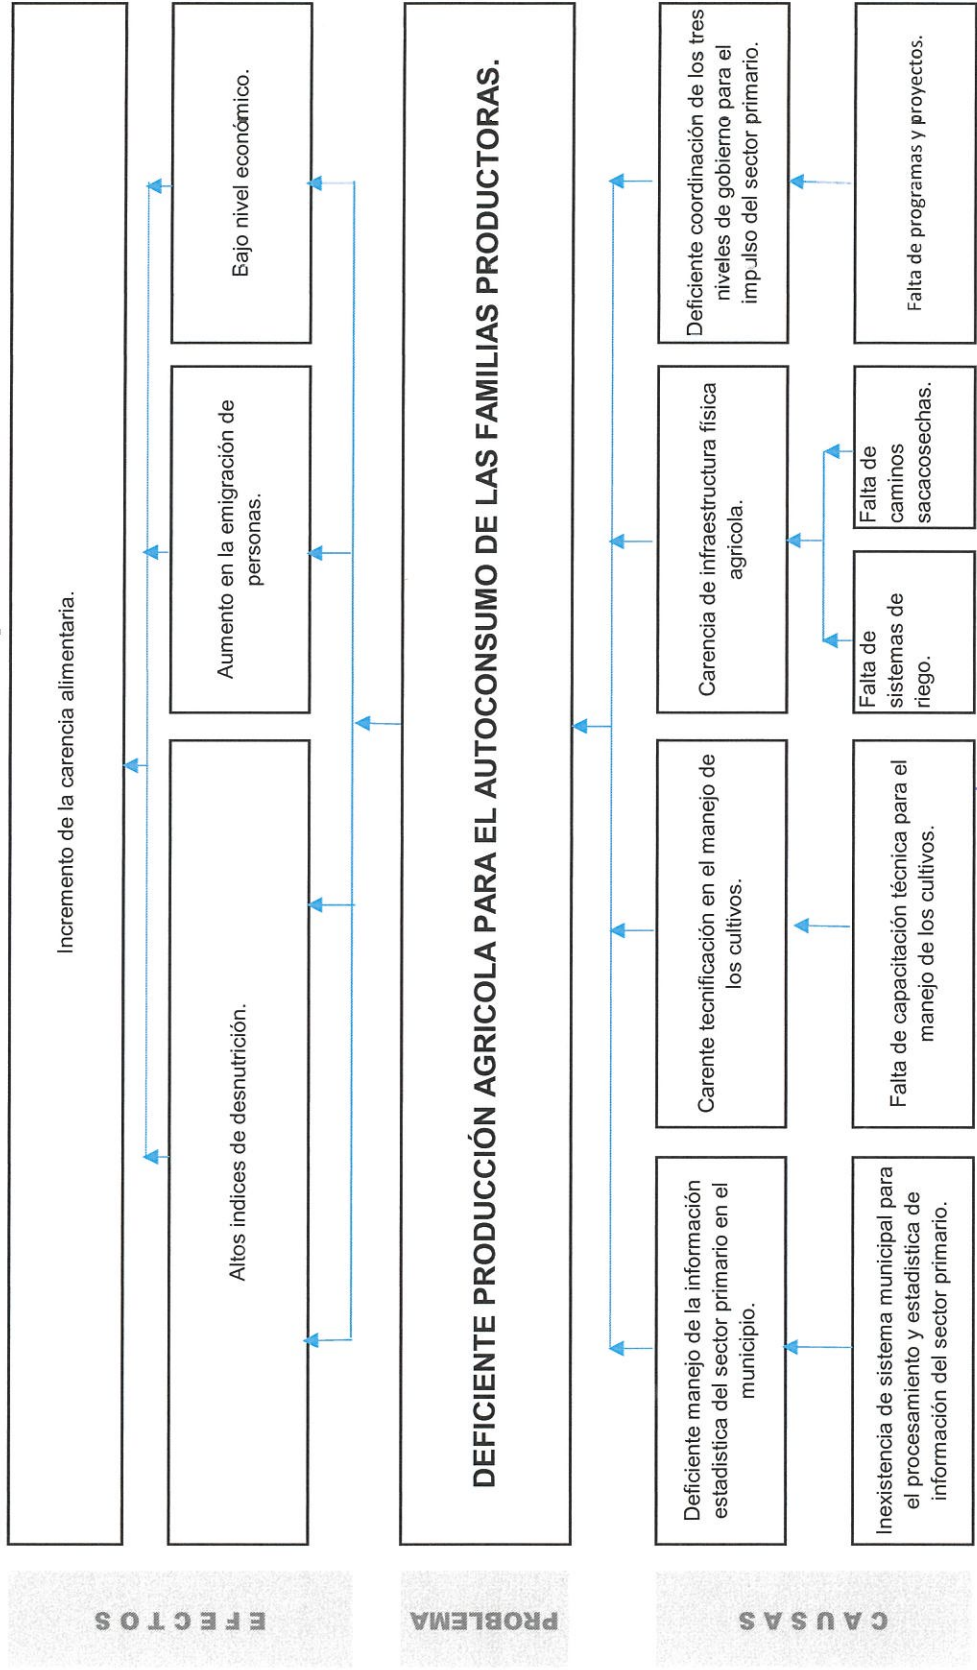 EFECTOS
Incremento de la carencia alimentaria.
Altos indices de desnutrición.
Aumento en la emigración de
personas.
Bajo nivel económico.
PROBLEMA
DEFICIENTE PRODUCCIÓN AGRICOLA PARA EL AUTOCONSUMO DE LAS FAMILIAS PRODUCTORAS.
CAUSAS
Deficiente manejo de la información
estadistica del sector primario en el
municipio.
Carente tecnificación en el manejo de
los cultivos.
Carencia de infraestructura fisica
agricola.
Deficiente coordinación de los tres
niveles de gobierno para el
impulso del sector primario.
Inexistencia de sistema municipal para
el procesamiento y estadistica de
información del sector primario.
Falta de capacitación técnica para el
manejo de los cultivos.
Falta de
sistemas de
riego.
Falta de
caminos
sacacosechas.
Falta de programas y proyectos.